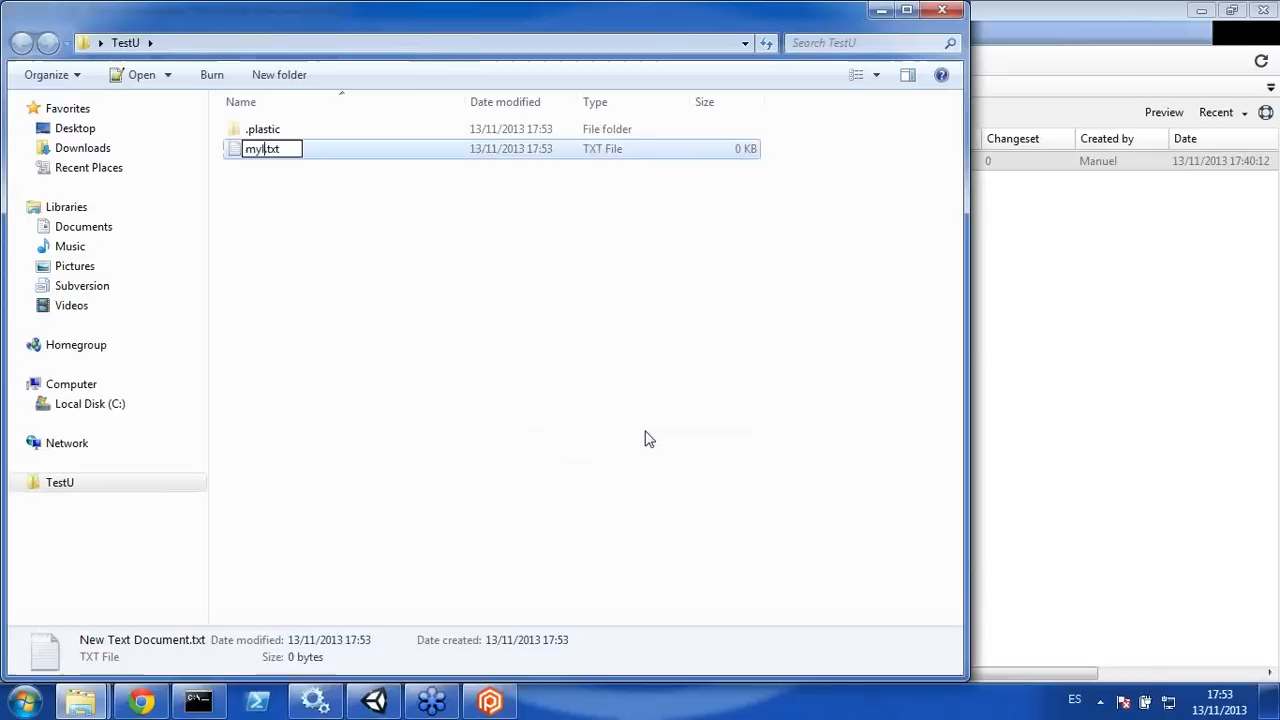 TestU
Search TestU
Organize
Open
Burn
New folder
Preview
Recent
Name
Date modified
Type
Size
Changeset
Created by
Date
Favorites
Desktop
Downloads
Recent Places
Libraries
Documents
Music
Pictures
Subversion
Videos
Homegroup
Computer
Local Disk (C:)
Network
TestU
.plastic
13/11/2013 17:53
File folder
myl.txt
13/11/2013 17:53
TXT File
0 KB
0
Manuel
13/11/2013 17:40:12
New Text Document.txt
Date modified: 13/11/2013 17:53
Date created: 13/11/2013 17:53
TXT File
Size: 0 bytes
C:\
ES
17:53
13/11/2013